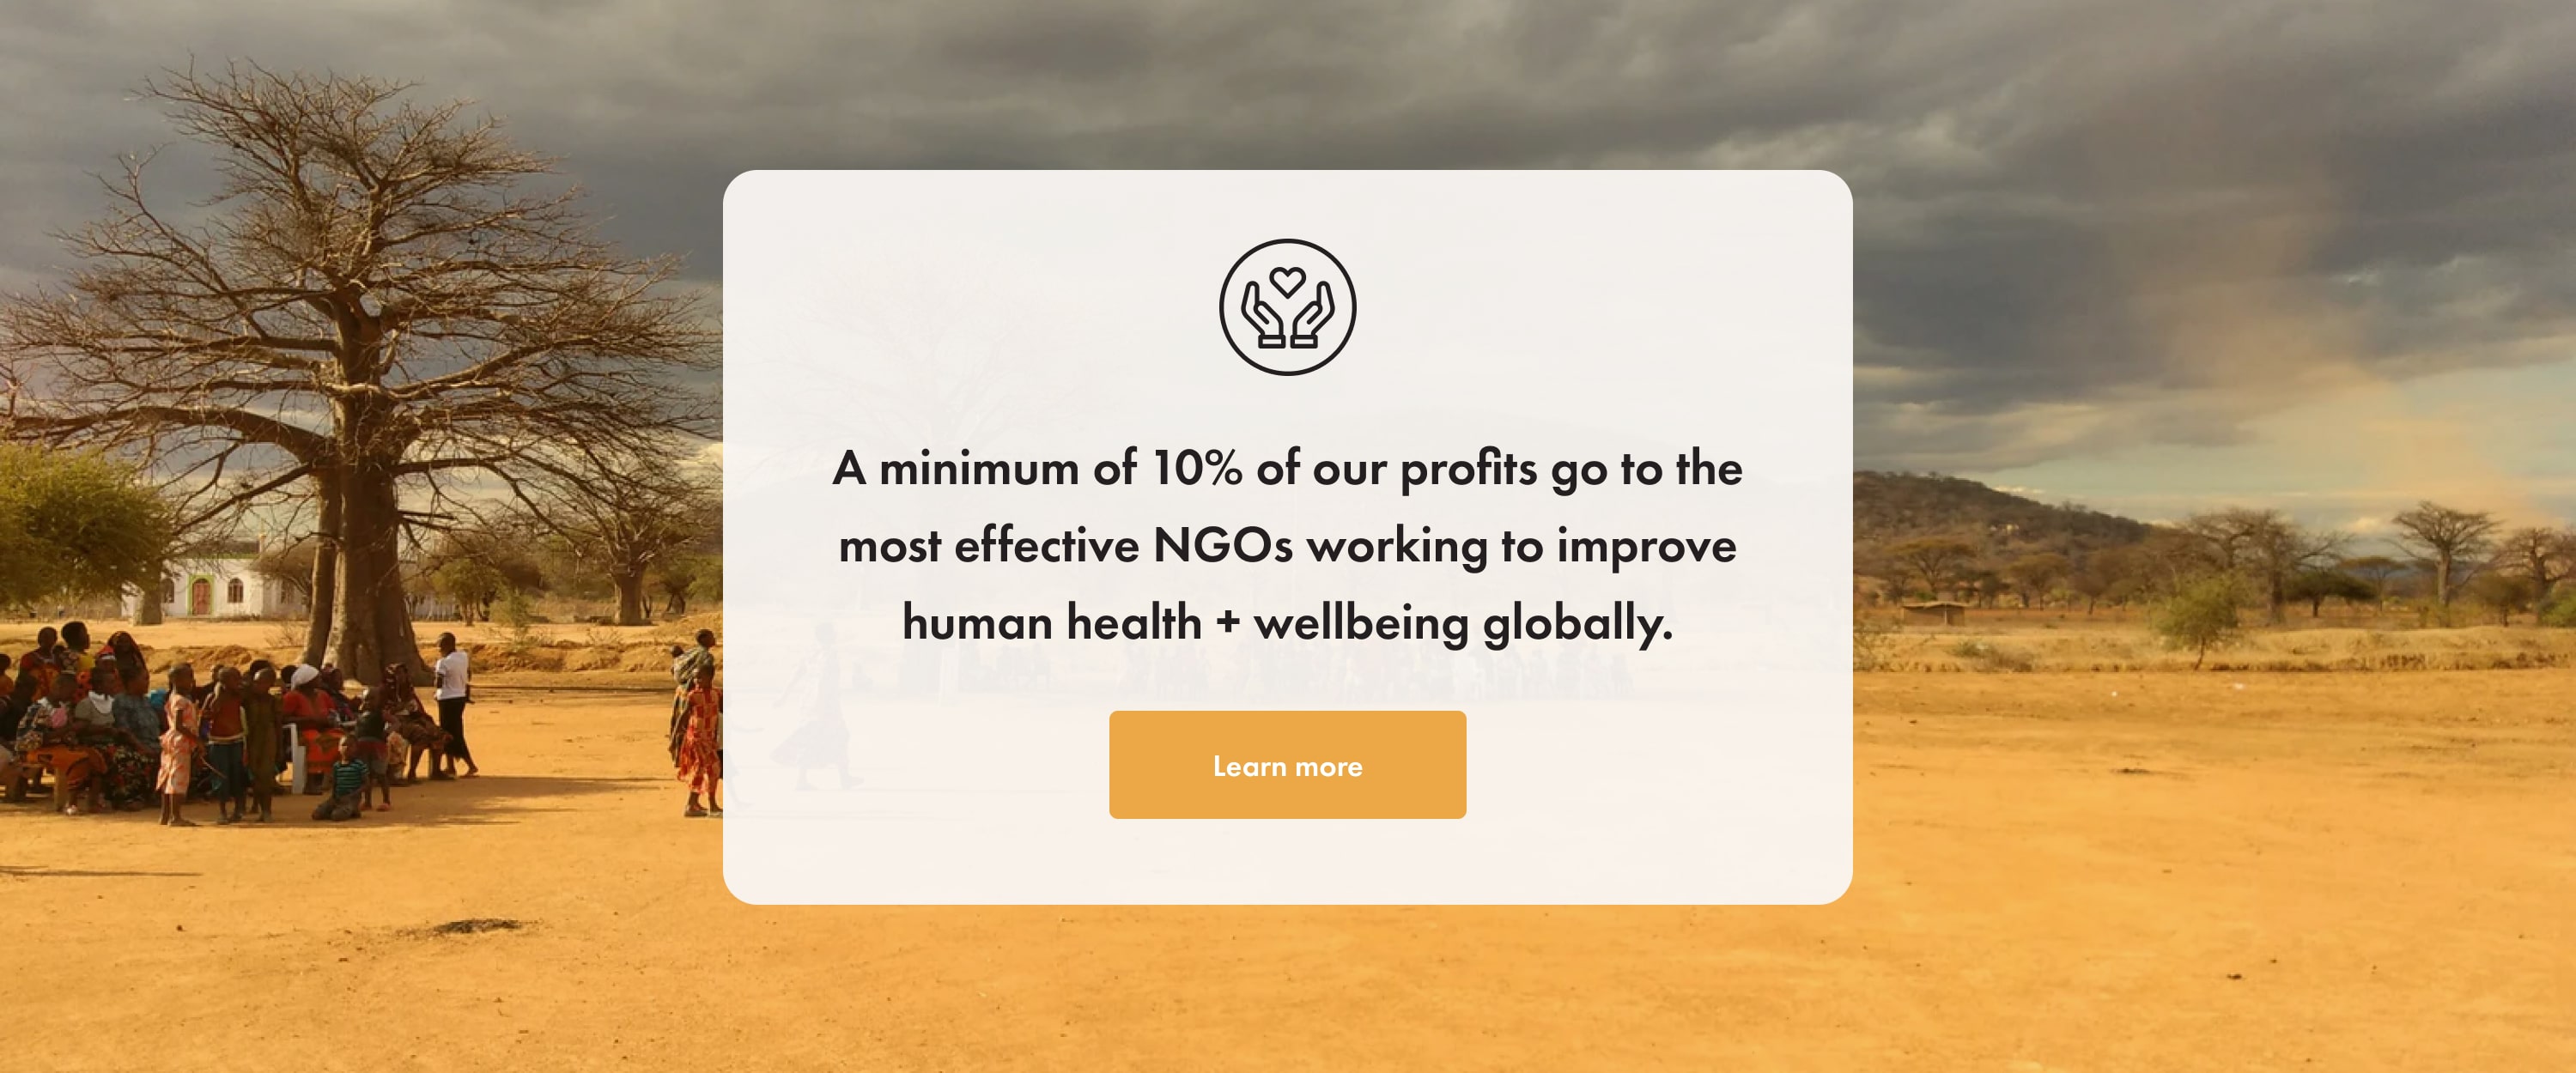 A minimum of 10% of our profits go to the
most effective NGOs working to improve
human health + wellbeing globally.
Learn more